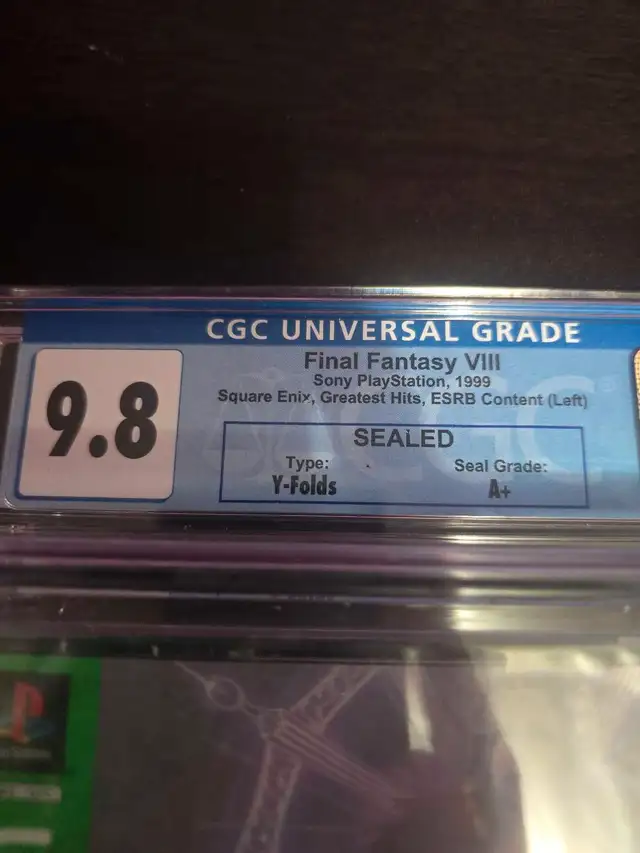 CGC UNIVERSAL GRADE
9.8
Final Fantasy VIII
Sony PlayStation, 1999
Square Enix, Greatest Hits, ESRB Content (Left)
SEALED
Type:
Y-Folds
Seal Grade:
A+
CGC